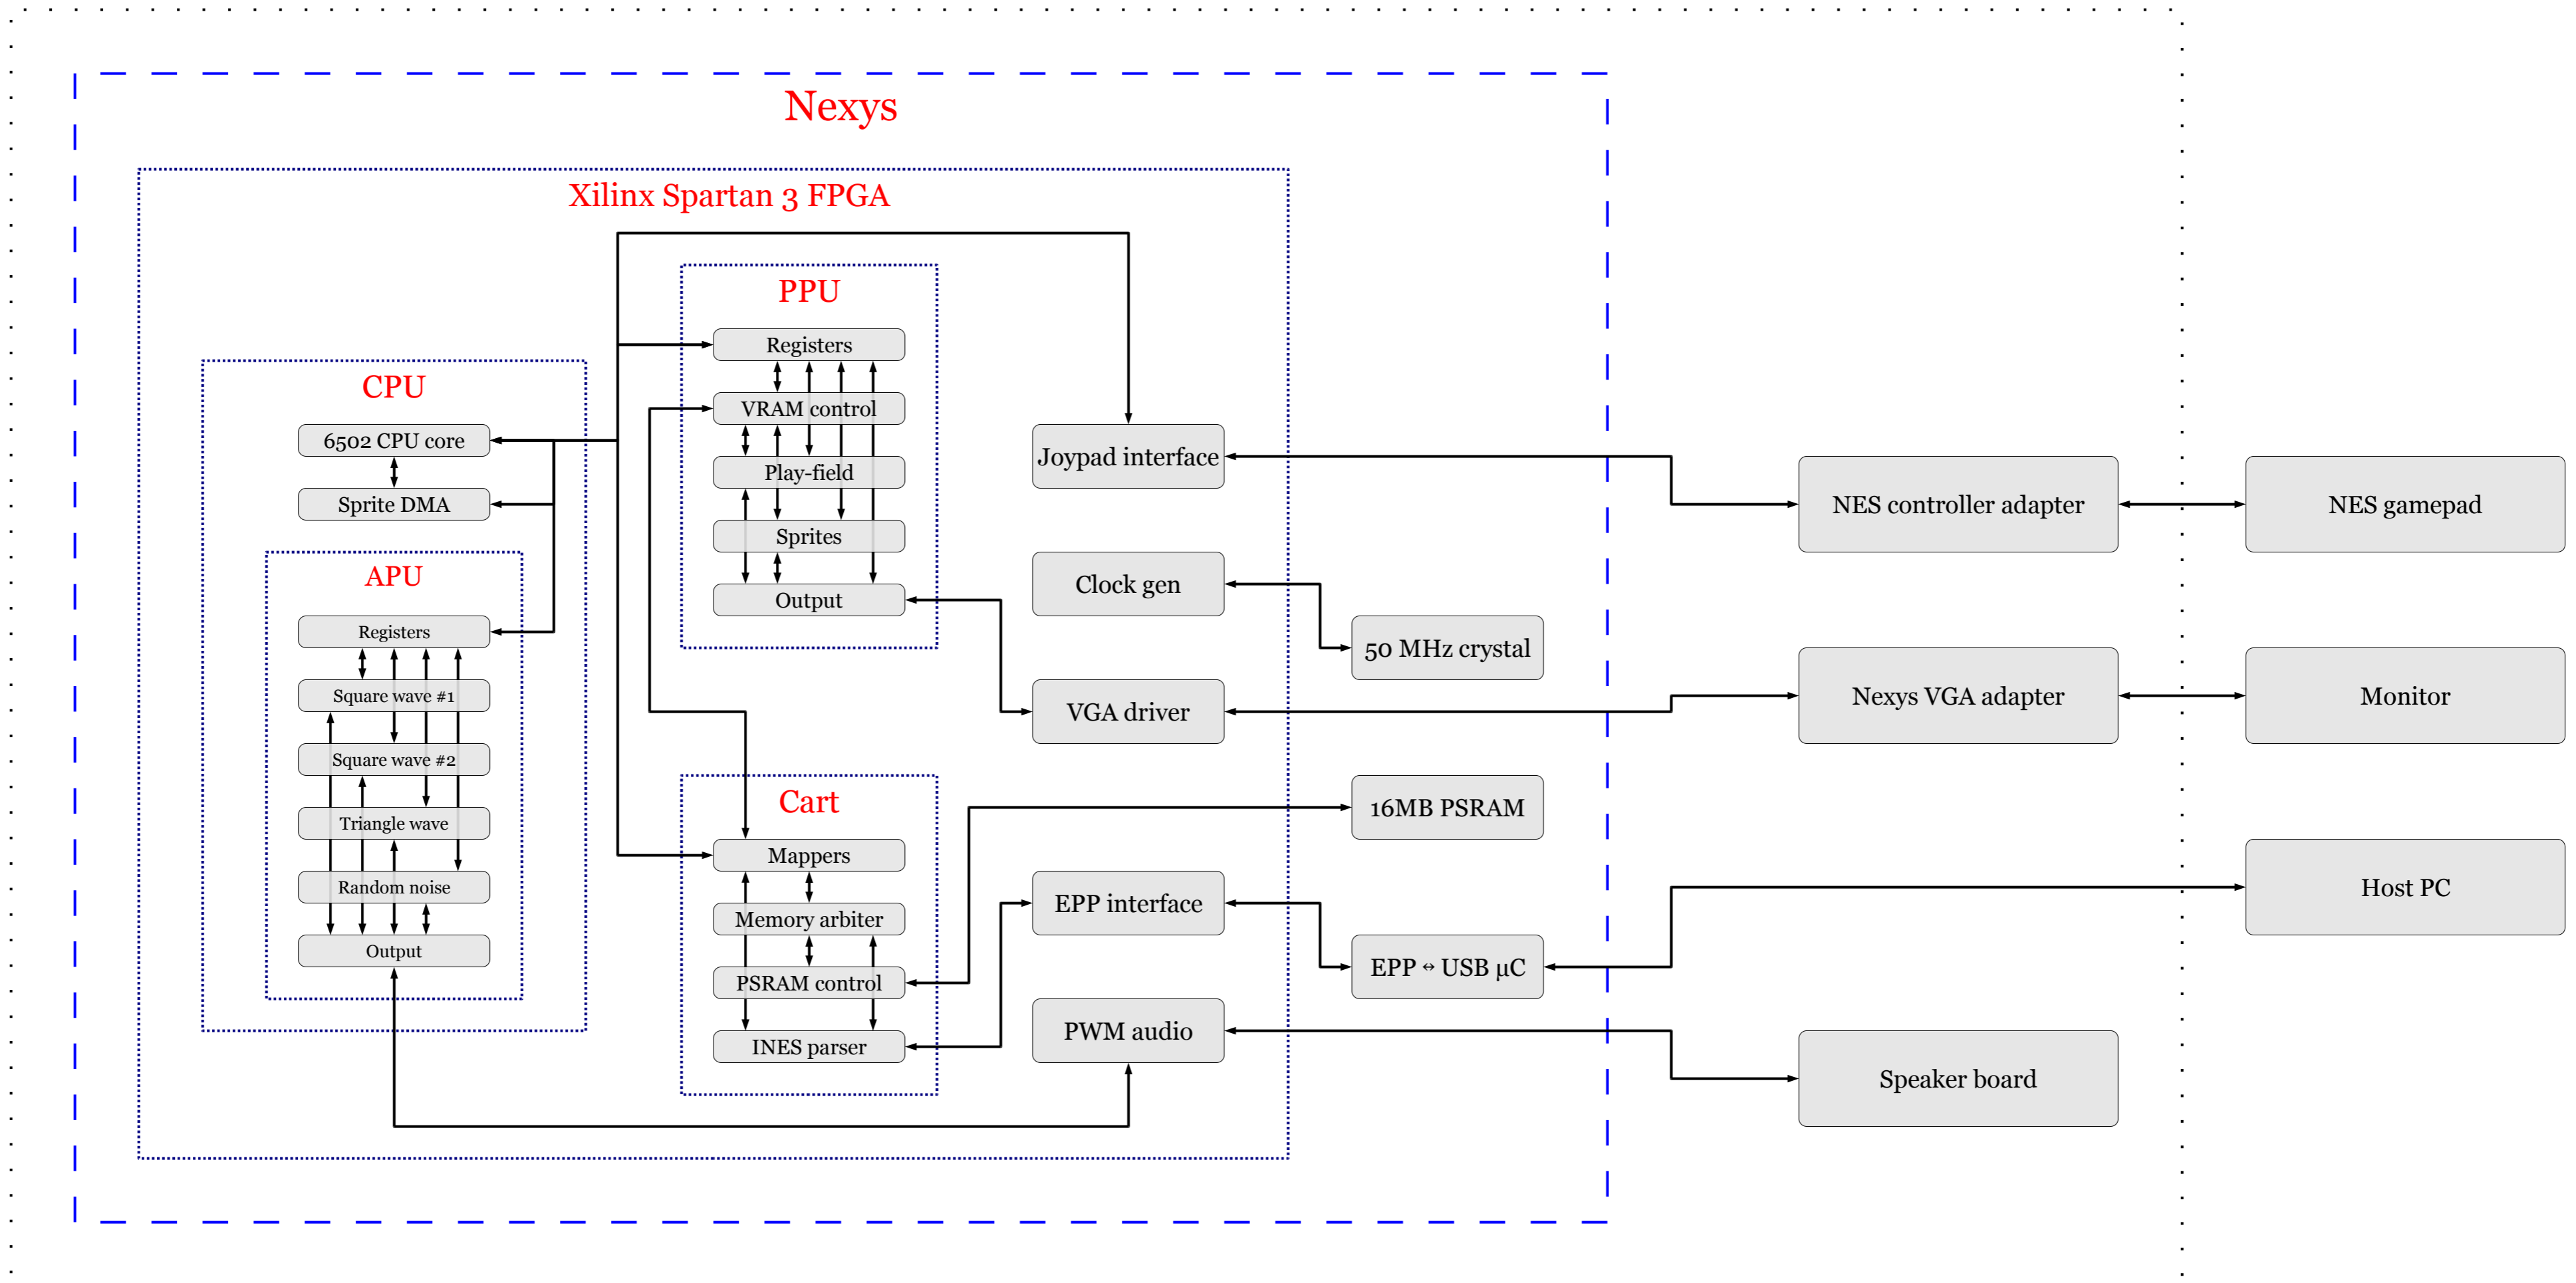 Nexys
Xilinx Spartan 3 FPGA
CPU
6502 CPU core
Sprite DMA
APU
Registers
Square wave #1
Square wave #2
Triangle wave
Random noise
Output
PPU
Registers
VRAM control
Play-field
Sprites
Output
Cart
Mappers
Memory arbiter
PSRAM control
INES parser
Joypad interface
Clock gen
VGA driver
EPP interface
PWM audio
50 MHz crystal
16MB PSRAM
EPP ↔ USB µC
NES controller adapter
Nexys VGA adapter
Speaker board
NES gamepad
Monitor
Host PC